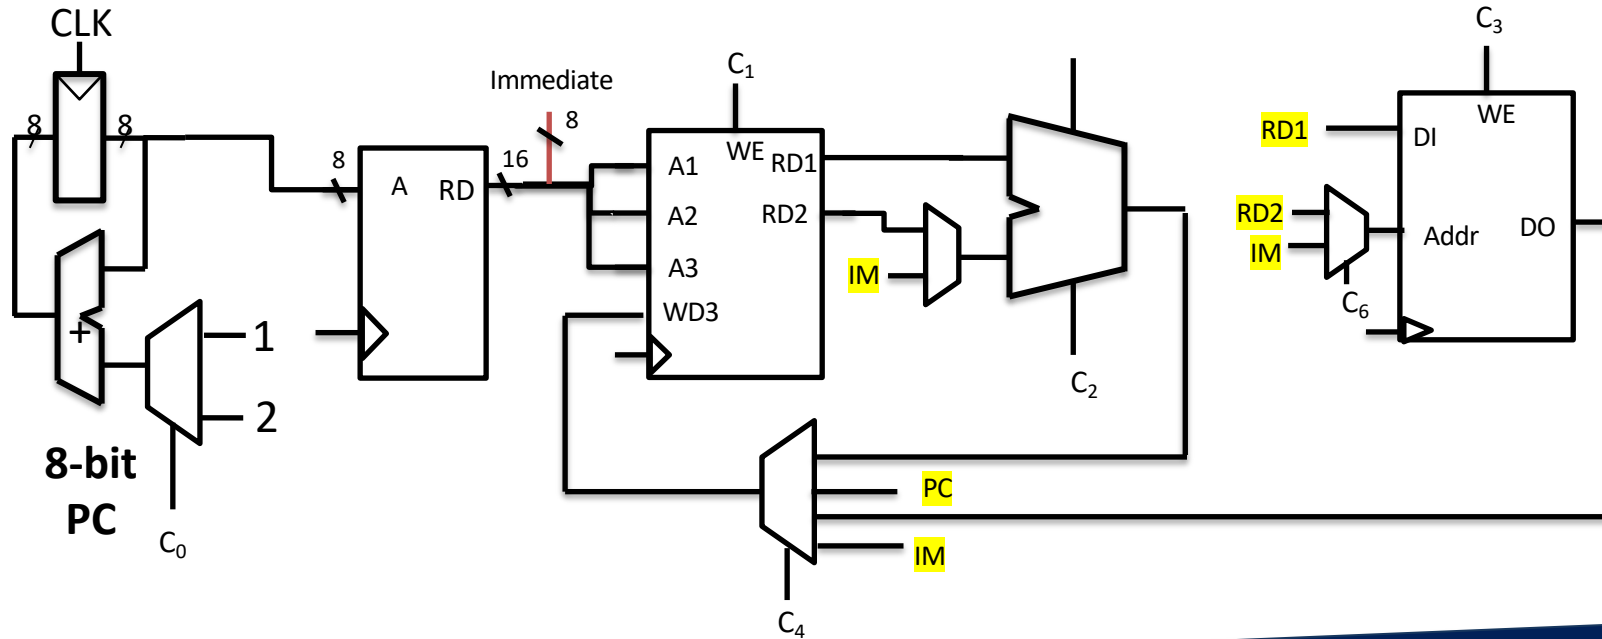 CLK
8
8
+
1
2
8-bit
PC
C0
8
A
RD
16
Immediate
8
C1
WE
A1
A2
A3
WD3
RD1
RD2
IM
C2
PC
IM
C4
C3
WE
RD1
DI
RD2
IM
Addr
DO
C6